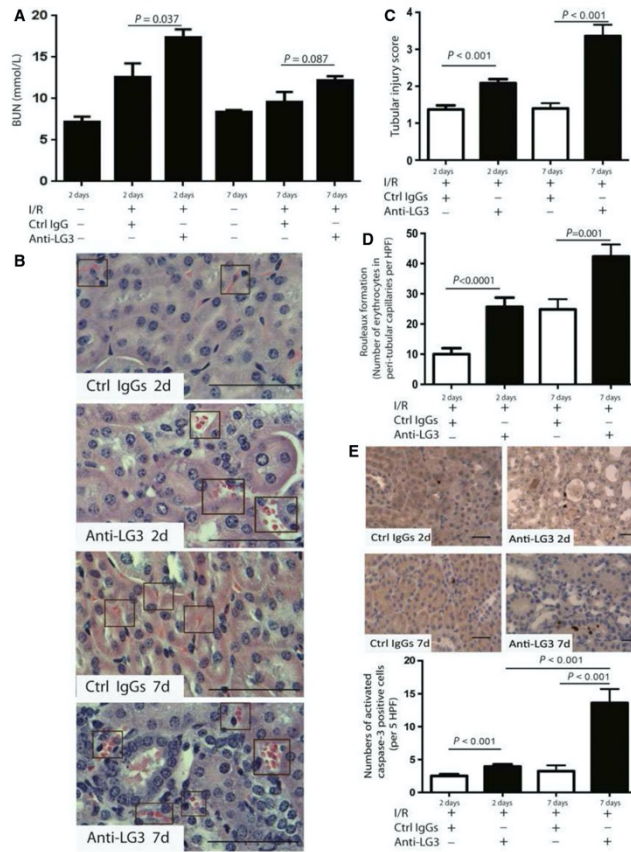 A
P = 0.037
P = 0.087
BUN (mmol/L)
20
15
10
5
0
2 days 2 days 2 days 7 days 7 days 7 days
I/R – + + – + +
Ctrl IgG – + – – + –
Anti-LG3 – – + – – +
B
Ctrl IgGs 2d
Anti-LG3 2d
Ctrl IgGs 7d
Anti-LG3 7d
C
P < 0.001
P < 0.001
Tubular injury score
4
3
2
1
0
2 days 2 days 7 days 7 days
I/R + + + +
Ctrl IgGs + – + –
Anti-LG3 – + – +
D
P=0.001
P<0.0001
Rouleaux formation
(Number of erythrocytes in
peri-tubular capillaries per HPF)
50
40
30
20
10
0
2 days 2 days 7 days 7 days
I/R + + + +
Ctrl IgGs + – + –
Anti-LG3 – + – +
E
Ctrl IgGs 2d
Anti-LG3 2d
Ctrl IgGs 7d
Anti-LG3 7d
P < 0.001
P < 0.001
P < 0.001
Numbers of activated
caspase-3 positive cells
(per 5 HPF)
20
15
10
5
0
2 days 2 days 7 days 7 days
I/R + + + +
Ctrl IgGs + – + –
Anti-LG3 – + – +